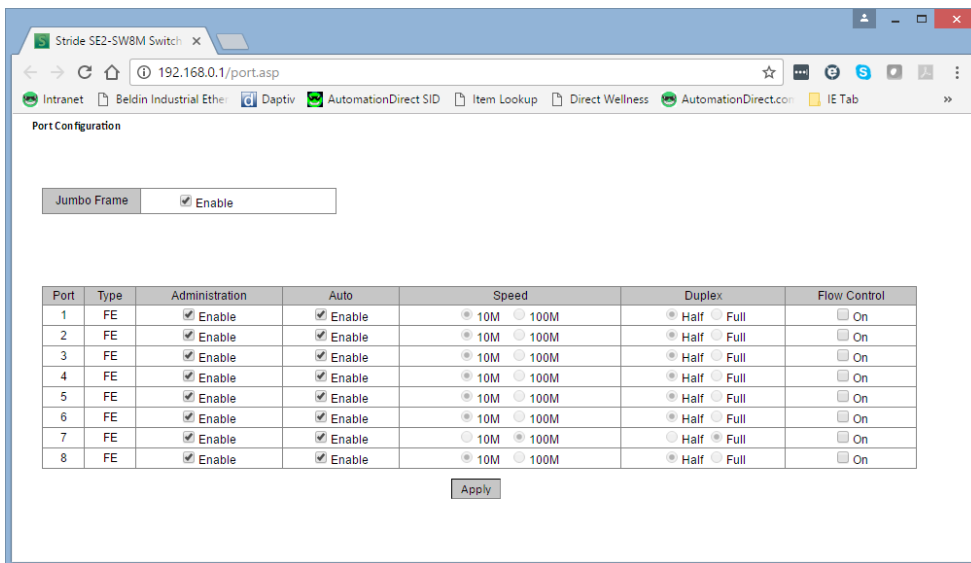 Stride SE2-SW8M Switch
192.168.0.1/port.asp
Intranet Beldin Industrial Ether Daptiv AutomationDirect SID Item Lookup Direct Wellness AutomationDirect.com IE Tab »
Port Configuration
Jumbo Frame Enable
Port Type Administration Auto Speed Duplex Flow Control
1 FE Enable Enable 10M 100M Half Full On
2 FE Enable Enable 10M 100M Half Full On
3 FE Enable Enable 10M 100M Half Full On
4 FE Enable Enable 10M 100M Half Full On
5 FE Enable Enable 10M 100M Half Full On
6 FE Enable Enable 10M 100M Half Full On
7 FE Enable Enable 10M 100M Half Full On
8 FE Enable Enable 10M 100M Half Full On
Apply